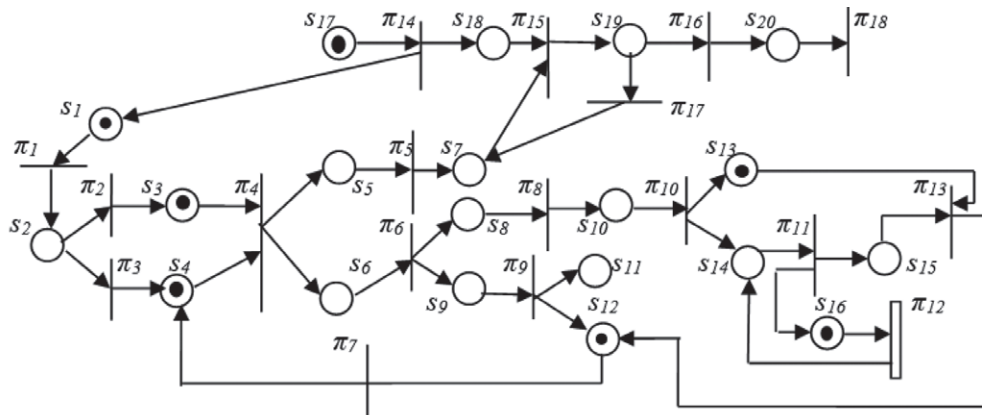 s17 π14 s18 π15 s19 π16 s20 π18
π17
s1
π1
π2 s3 π4 s5 π5 s7 s13
s2 π3 s4 s6 π6 s8 π8 s10 π10 π11 π13
s9 π9 s11 s14 s15
s12 s16 π12
π7